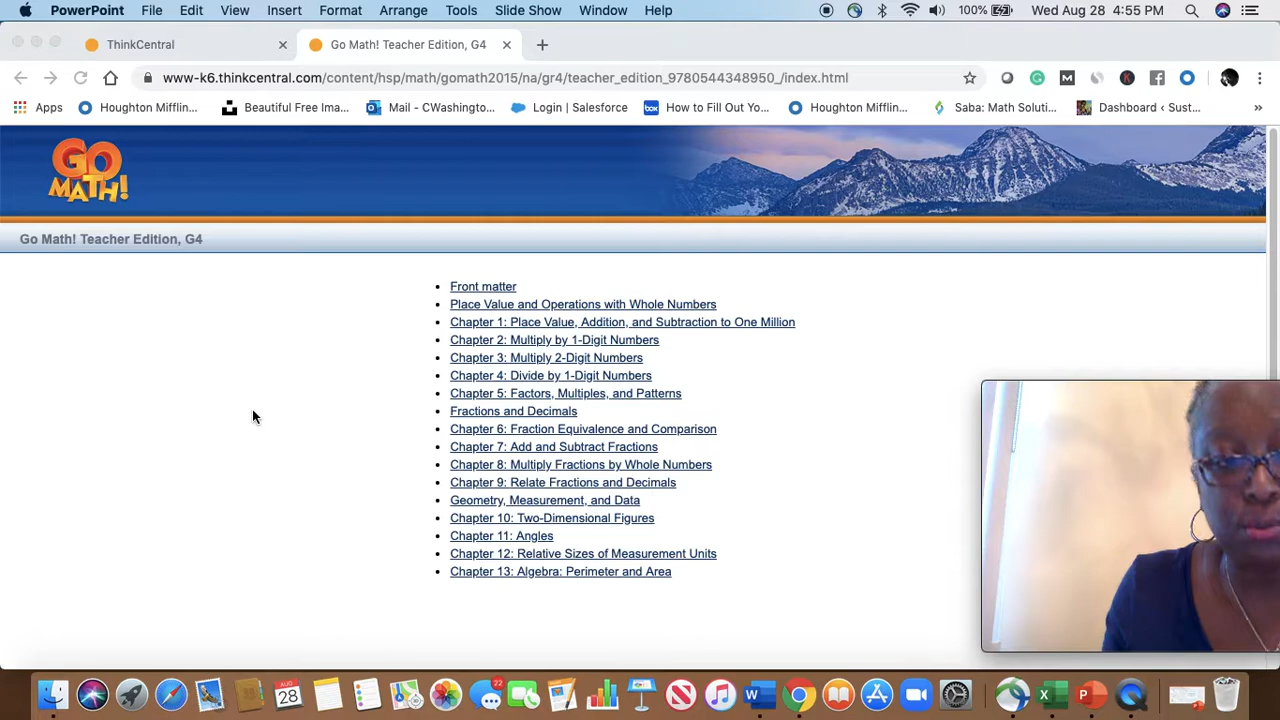 PowerPoint File Edit View Insert Format Arrange Tools Slide Show Window Help 100% Wed Aug 28 4:55 PM
ThinkCentral Go Math! Teacher Edition, G4
www-k6.thinkcentral.com/content/hsp/math/gomath2015/na/gr4/teacher_edition_9780544348950_/index.html
Apps Houghton Mifflin... Beautiful Free Ima... Mail - CWashingto... Login | Salesforce box How to Fill Out Yo... Houghton Mifflin... Saba: Math Soluti... Dashboard ‹ Sust... »
GO
MATH!
Go Math! Teacher Edition, G4
• Front matter
• Place Value and Operations with Whole Numbers
• Chapter 1: Place Value, Addition, and Subtraction to One Million
• Chapter 2: Multiply by 1-Digit Numbers
• Chapter 3: Multiply 2-Digit Numbers
• Chapter 4: Divide by 1-Digit Numbers
• Chapter 5: Factors, Multiples, and Patterns
• Fractions and Decimals
• Chapter 6: Fraction Equivalence and Comparison
• Chapter 7: Add and Subtract Fractions
• Chapter 8: Multiply Fractions by Whole Numbers
• Chapter 9: Relate Fractions and Decimals
• Geometry, Measurement, and Data
• Chapter 10: Two-Dimensional Figures
• Chapter 11: Angles
• Chapter 12: Relative Sizes of Measurement Units
• Chapter 13: Algebra: Perimeter and Area
AUG
28
22